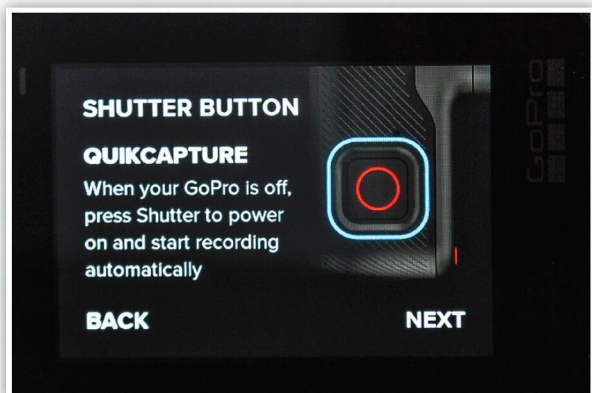 SHUTTER BUTTON
QUIKCAPTURE
When your GoPro is off,
press Shutter to power
on and start recording
automatically
BACK
NEXT
GoPro